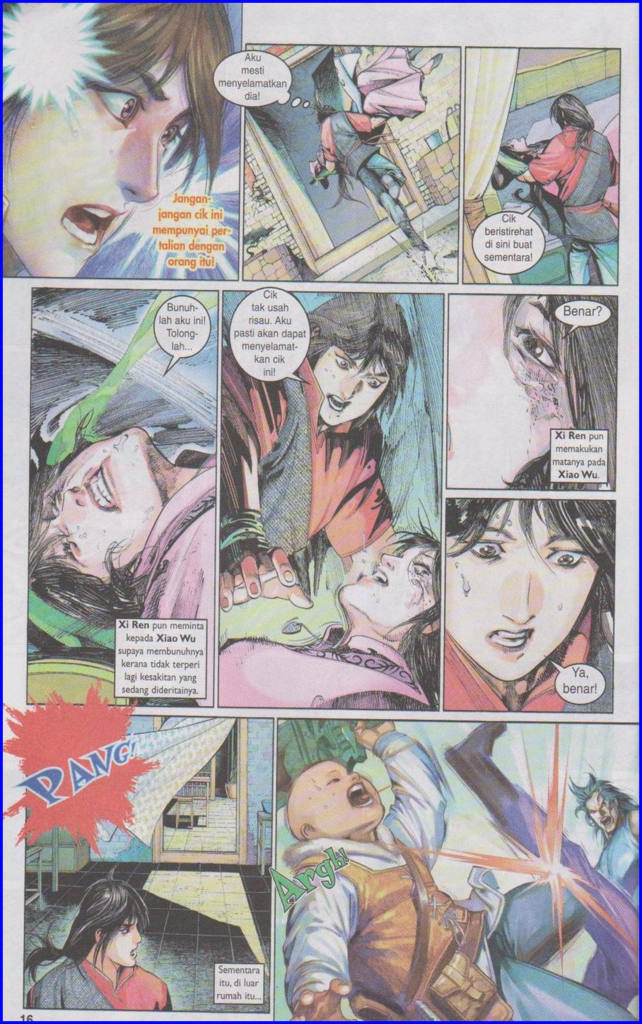 Jangan-
jangan cik ini
mempunyai per-
talian dengan
orang itu!
Aku
mesti
menyelamatkan
dia!
Cik
beristirehat
di sini buat
sementara!
Bunuh-
lah aku ini!
Tolong-
lah...
Xi Ren pun meminta
kepada Xiao Wu
supaya membunuhnya
kerana tidak terperi
lagi kesakitan yang
sedang dideritainya.
Cik
tak usah
risau. Aku
pasti akan dapat
menyelamat-
kan cik
ini!
Benar?
Xi Ren pun
memakukan
matanya pada
Xiao Wu.
Ya,
benar!
PANG!
Sementara
itu, di luar
rumah itu...
Argh!
16